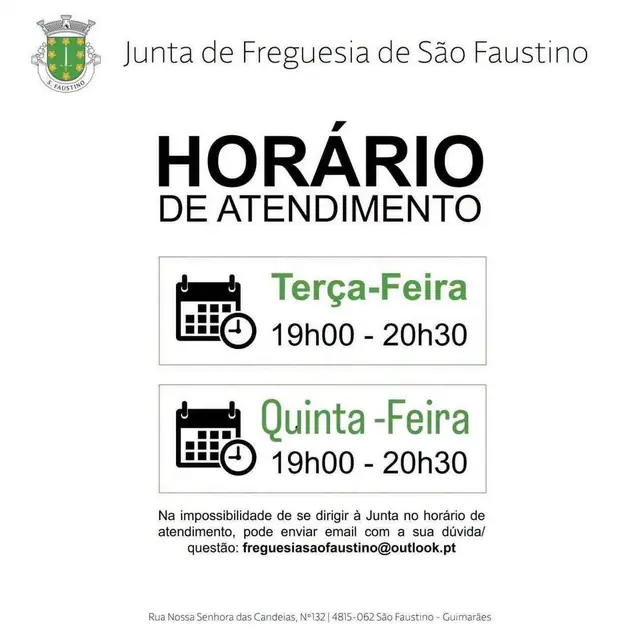 Junta de Freguesia de São Faustino
S. FAUSTINO
HORÁRIO
DE ATENDIMENTO
Terça-Feira
19h00 - 20h30
Quinta -Feira
19h00 - 20h30
Na impossibilidade de se dirigir à Junta no horário de
atendimento, pode enviar email com a sua dúvida/
questão: freguesiasaofaustino@outlook.pt
Rua Nossa Senhora das Candeias, Nº132 | 4815-062 São Faustino - Guimarães